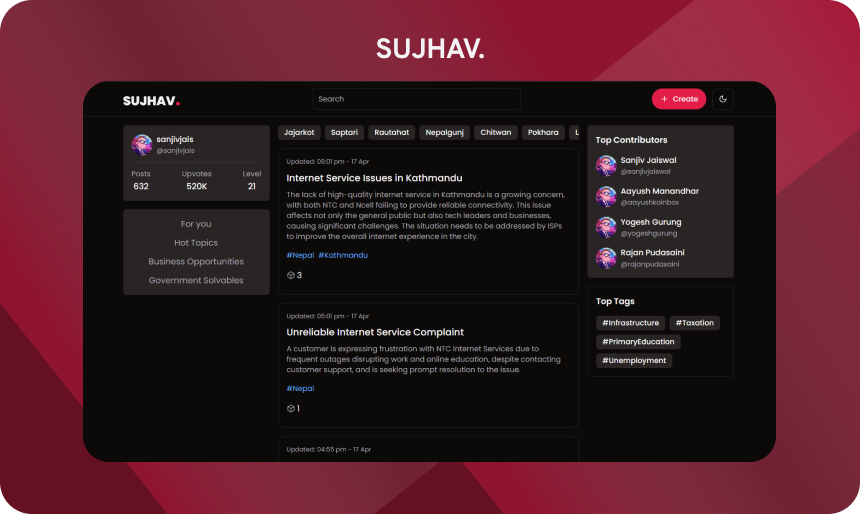 SUJHAV.
SUJHAV.
Search
+ Create
sanjivjais
@sanjivjais
Posts Upvotes Level
632 520K 21
For you
Hot Topics
Business Opportunities
Government Solvables
Jajarkot Saptari Rautahat Nepalgunj Chitwan Pokhara L
Updated: 08:01 pm - 17 Apr
Internet Service Issues in Kathmandu
The lack of high-quality internet service in Kathmandu is a growing concern,
with both NTC and Ncell failing to provide reliable connectivity. This issue
affects not only the general public but also tech leaders and businesses,
causing significant challenges. The situation needs to be addressed by ISPs
to improve the overall internet experience in the city.
#Nepal #Kathmandu
3
Updated: 05:01 pm - 17 Apr
Unreliable Internet Service Complaint
A customer is expressing frustration with NTC Internet Services due to
frequent outages disrupting work and online education, despite contacting
customer support, and is seeking prompt resolution to the issue.
#Nepal
1
Updated: 04:55 pm - 17 Apr
Top Contributors
Sanjiv Jaiswal
@sanjivjaiswal
Aayush Manandhar
@aayushkoinbox
Yogesh Gurung
@yogeshgurung
Rajan Pudasaini
@rajanpudasaini
Top Tags
#Infrastructure #Taxation
#PrimaryEducation
#Unemployment